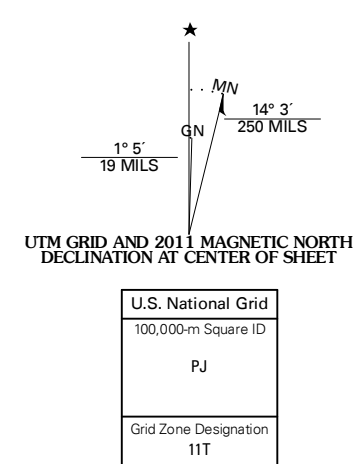 ★
MN
GN
14° 3´
250 MILS
1° 5´
19 MILS
UTM GRID AND 2011 MAGNETIC NORTH
DECLINATION AT CENTER OF SHEET
U.S. National Grid
100,000-m Square ID
PJ
Grid Zone Designation
11T